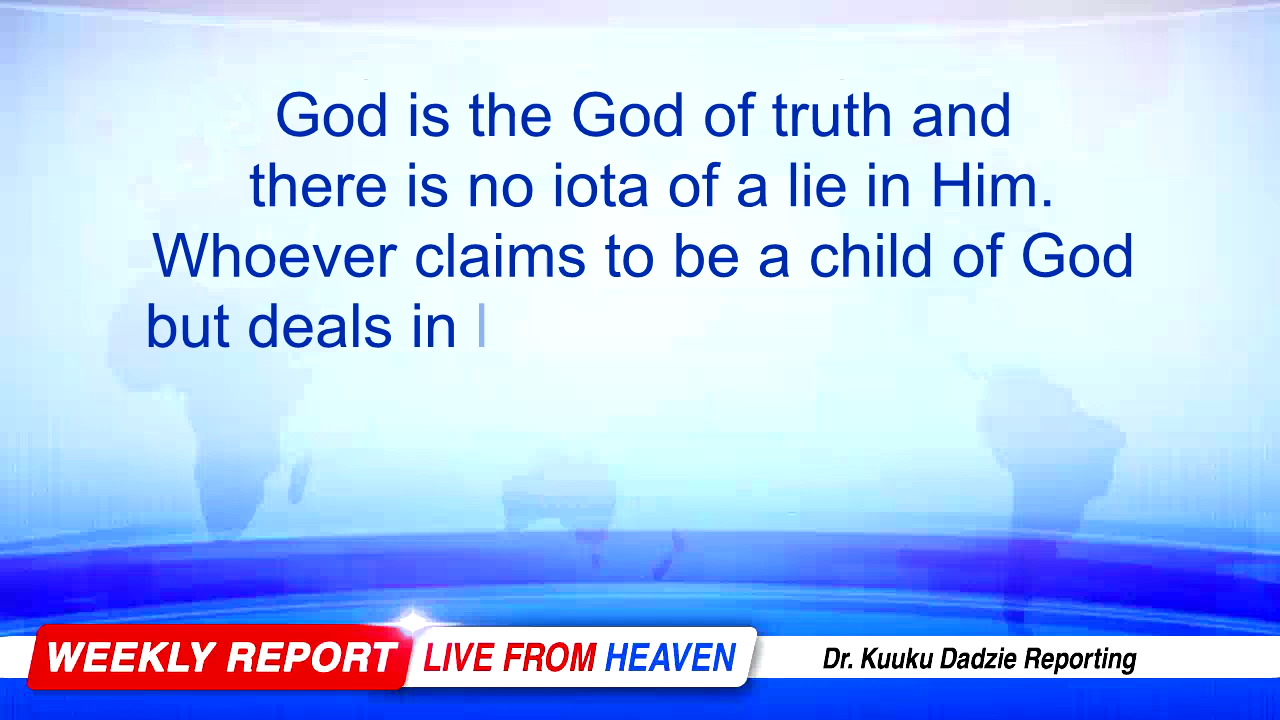 God is the God of truth and
there is no iota of a lie in Him.
Whoever claims to be a child of God
but deals in l
WEEKLY REPORT LIVE FROM HEAVEN Dr. Kuuku Dadzie Reporting